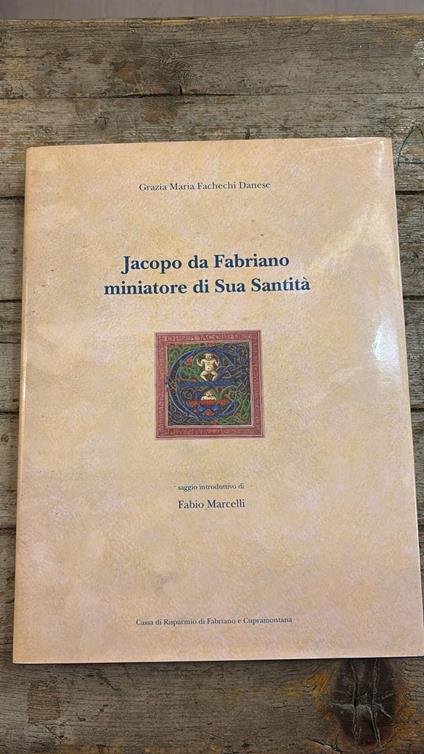 Grazia Maria Fachechi Danese
Jacopo da Fabriano
miniatore di Sua Santità
saggio introduttivo di
Fabio Marcelli
Cassa di Risparmio di Fabriano e Cupramontana